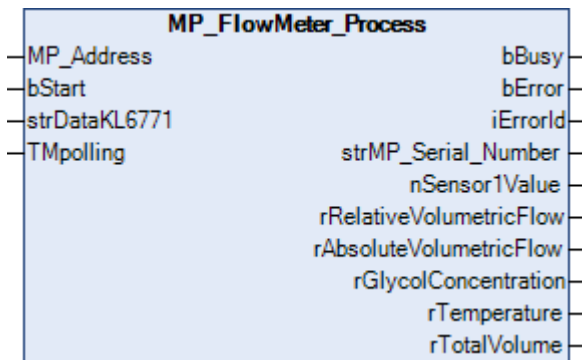 MP_FlowMeter_Process
MP_Address bBusy
bStart bError
strDataKL6771 iErrorId
TMpolling strMP_Serial_Number
nSensor1Value
rRelativeVolumetricFlow
rAbsoluteVolumetricFlow
rGlycolConcentration
rTemperature
rTotalVolume